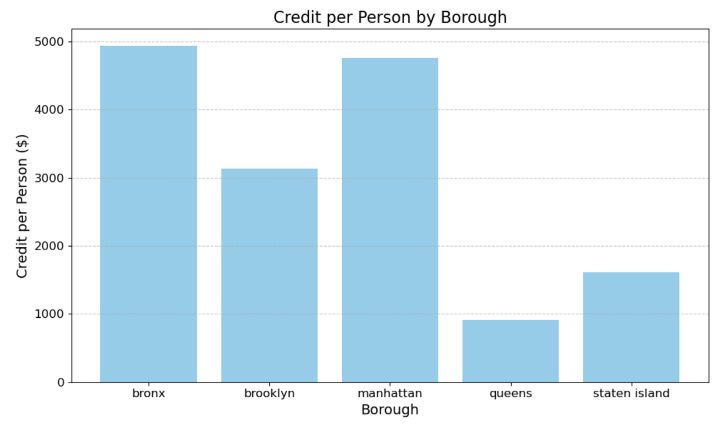 Credit per Person by Borough
Credit per Person ($)
5000
4000
3000
2000
1000
0
bronx brooklyn manhattan queens staten island
Borough